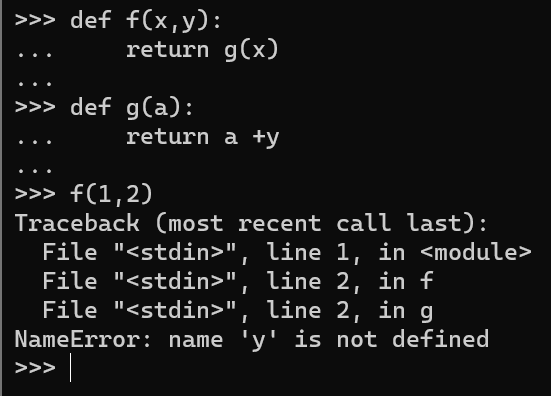 >>> def f(x,y):
...     return g(x)
...
>>> def g(a):
...     return a +y
...
>>> f(1,2)
Traceback (most recent call last):
  File "<stdin>", line 1, in <module>
  File "<stdin>", line 2, in f
  File "<stdin>", line 2, in g
NameError: name 'y' is not defined
>>>